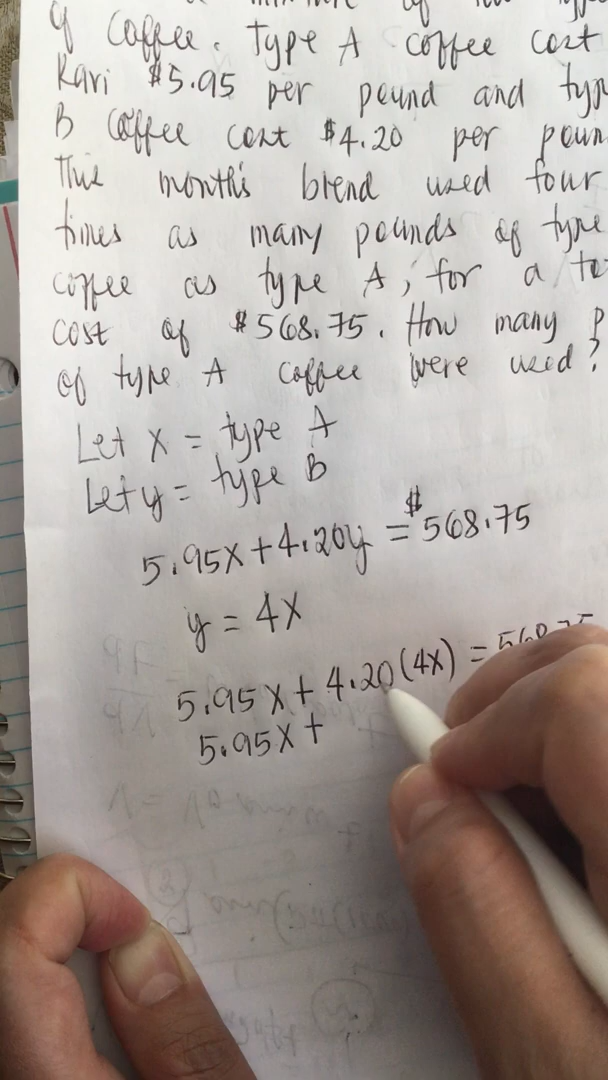 of coffee. Type A coffee cost
Kari $5.95 per pound and
B coffee cost $4.20 per
This month's blend used four
times as many pounds of type
coffee as type A, for a
cost of $568.75. How many
of type A coffee were used?
Let x = type A
Let y = type B
5.95x + 4.20y = $568.75
y = 4x
5.95x + 4.20(4x) =
5.95x +